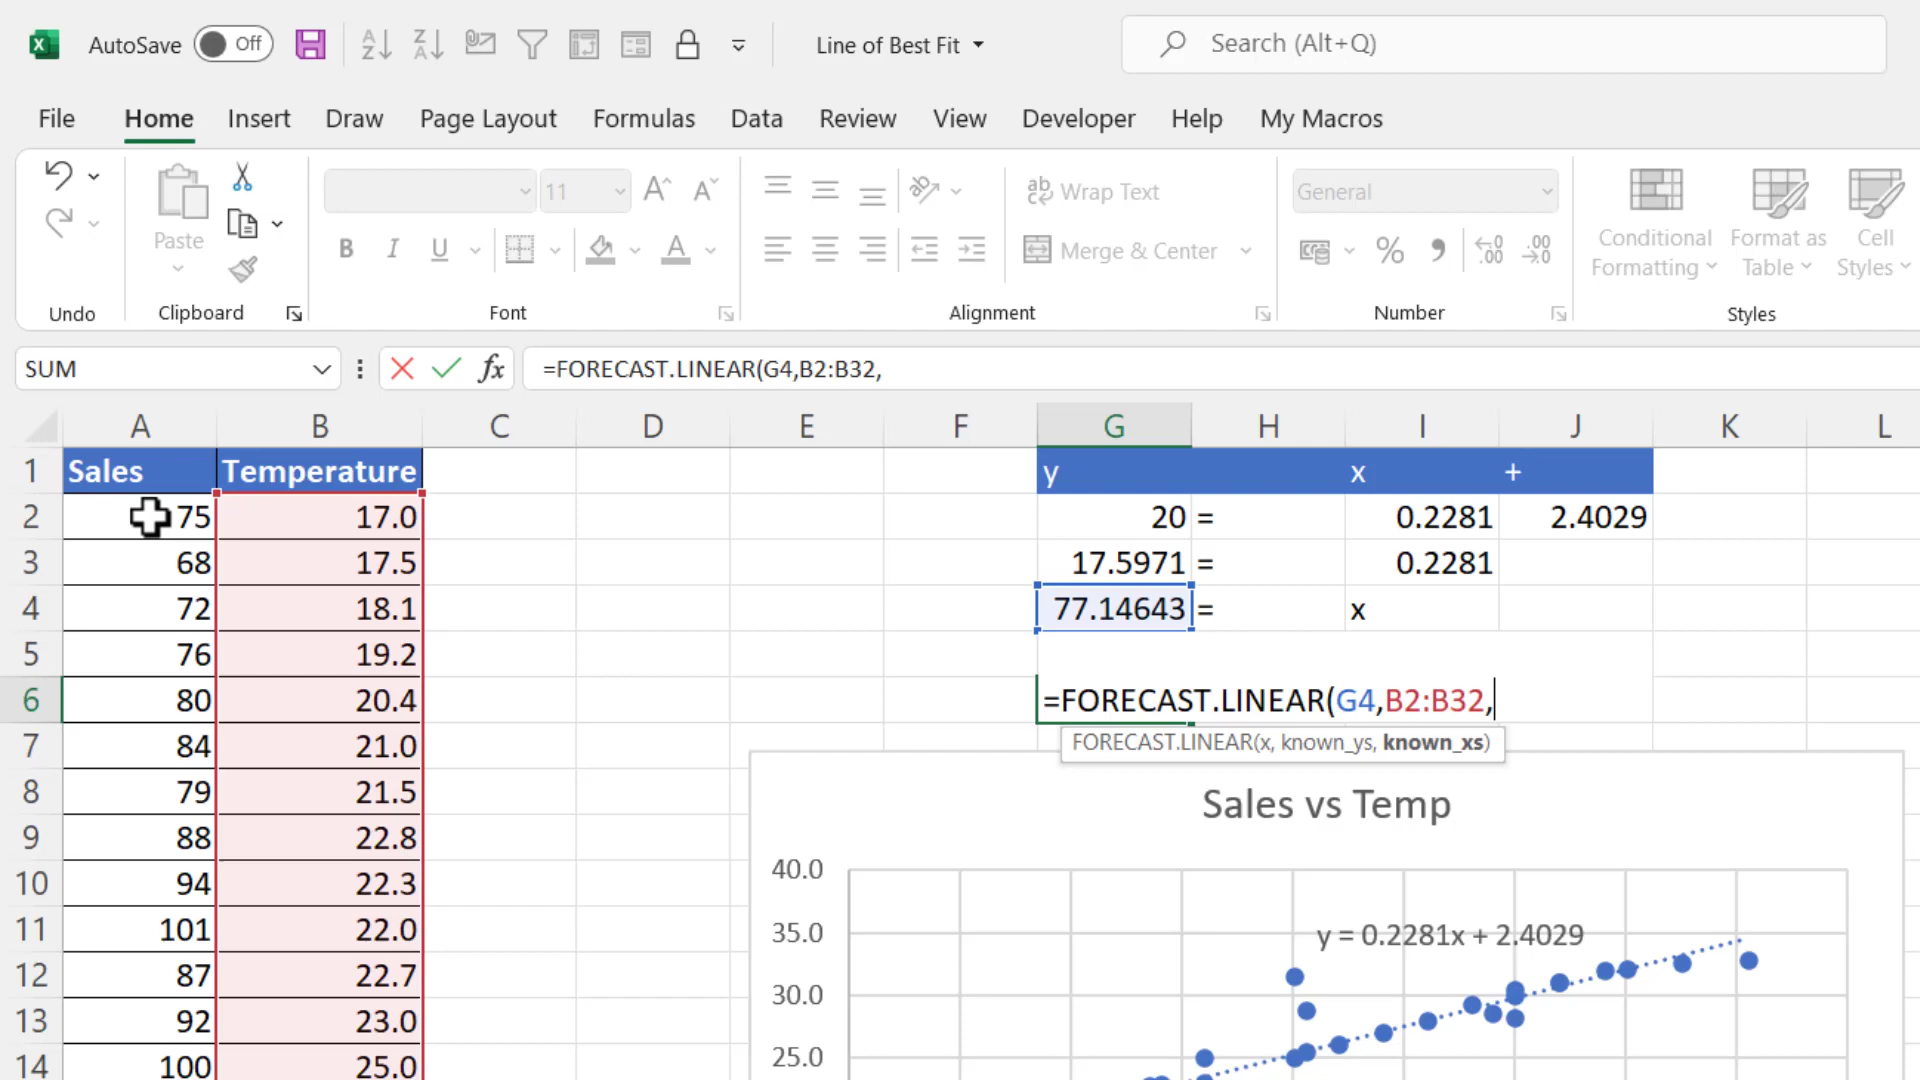 AutoSave Off Line of Best Fit Search (Alt+Q)
File Home Insert Draw Page Layout Formulas Data Review View Developer Help My Macros
Paste 11 Wrap Text General
B I U Merge & Center % Conditional Formatting Format as Table Cell Styles
Undo Clipboard Font Alignment Number Styles
SUM fx =FORECAST.LINEAR(G4,B2:B32,
A B C D E F G H I J K L
1 Sales Temperature y x +
2 75 17.0 20 = 0.2281 2.4029
3 68 17.5 17.5971 = 0.2281
4 72 18.1 77.14643 = x
5 76 19.2
6 80 20.4 =FORECAST.LINEAR(G4,B2:B32,
7 84 21.0 FORECAST.LINEAR(x, known_ys, known_xs)
8 79 21.5 Sales vs Temp
9 88 22.8
10 94 22.3 40.0
11 101 22.0 35.0 y = 0.2281x + 2.4029
12 87 22.7 30.0
13 92 23.0
14 100 25.0 25.0